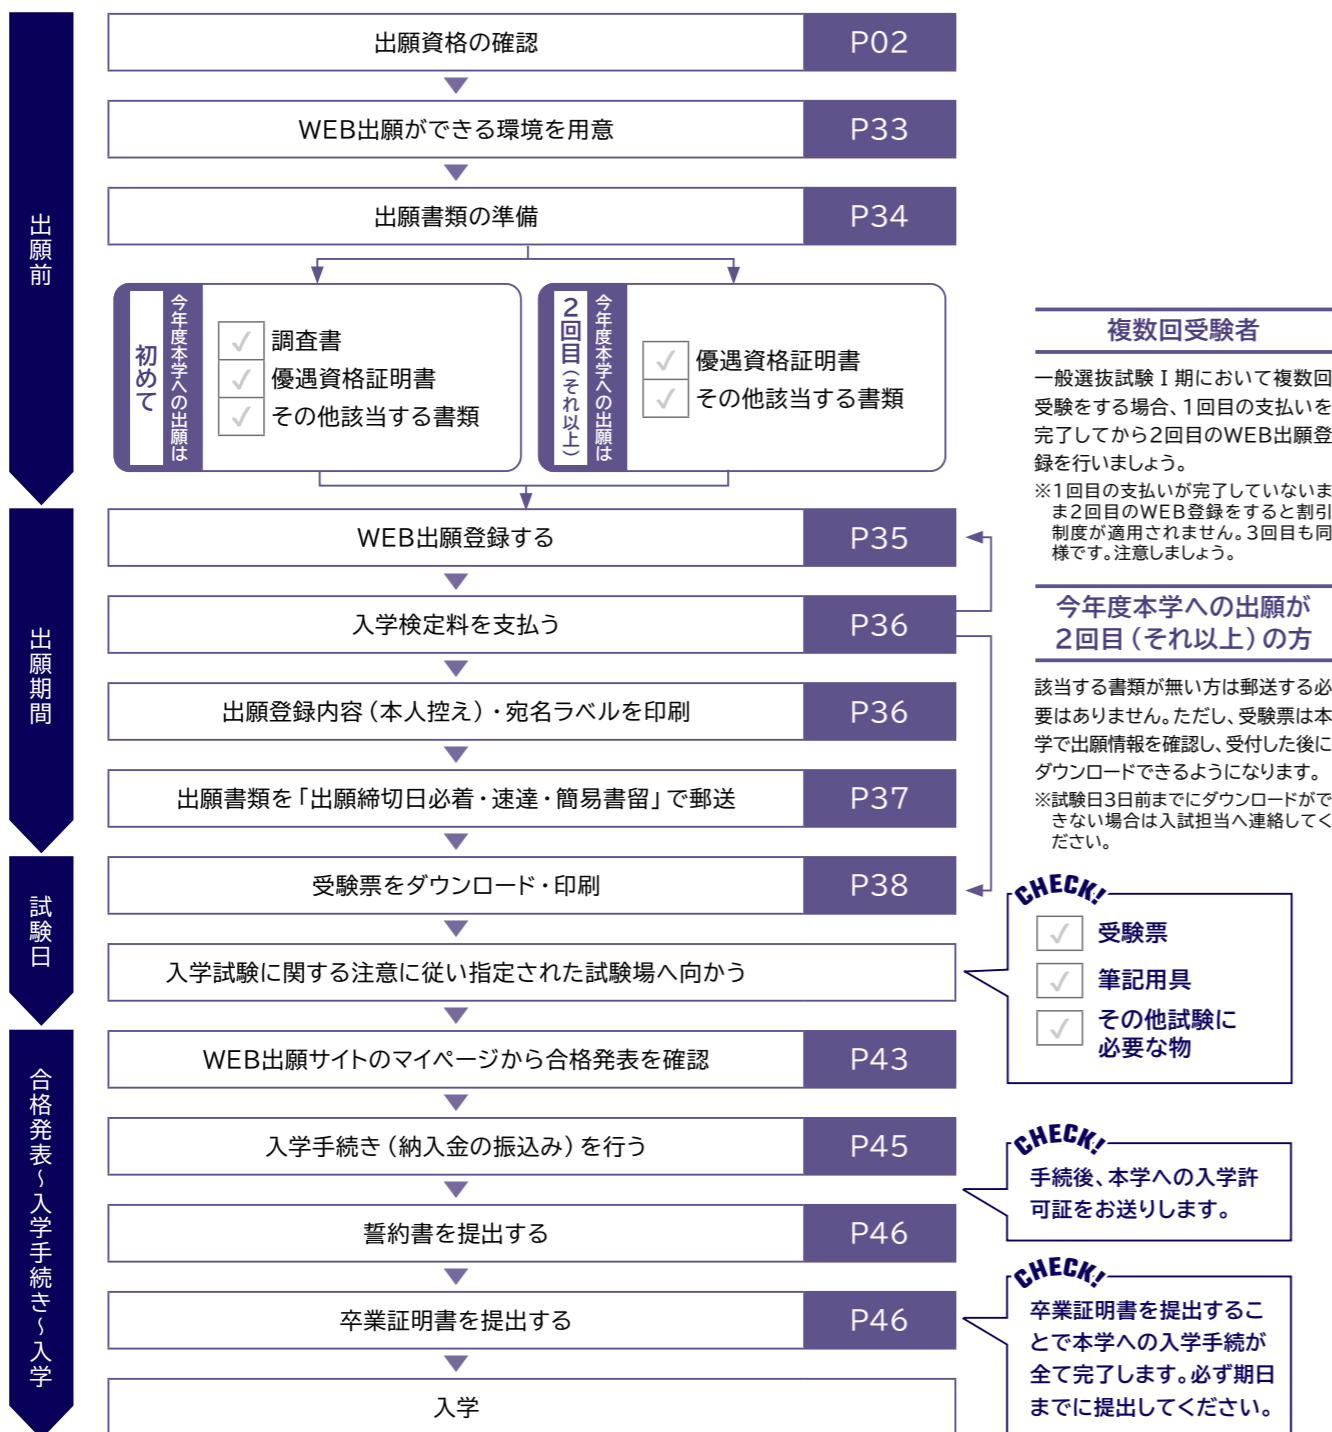 出願前
出願資格の確認 P02
WEB出願ができる環境を用意 P33
出願書類の準備 P34
今年度本学への出願は
初めて
✓ 調査書
✓ 優遇資格証明書
✓ その他該当する書類
今年度本学への出願は
2回目（それ以上）
✓ 優遇資格証明書
✓ その他該当する書類
出願期間
WEB出願登録する P35
入学検定料を支払う P36
出願登録内容（本人控え）・宛名ラベルを印刷 P36
出願書類を「出願締切日必着・速達・簡易書留」で郵送 P37
試験日
受験票をダウンロード・印刷 P38
入学試験に関する注意に従い指定された試験場へ向かう
合格発表～入学手続き～入学
WEB出願サイトのマイページから合格発表を確認 P43
入学手続き（納入金の振込み）を行う P45
誓約書を提出する P46
卒業証明書を提出する P46
入学
複数回受験者
一般選抜試験Ⅰ期において複数回
受験をする場合、1回目の支払いを
完了してから2回目のWEB出願登
録を行いましょう。
※1回目の支払いが完了していないま
ま2回目のWEB登録をすると割引
制度が適用されません。3回目も同
様です。注意しましょう。
今年度本学への出願が
2回目（それ以上）の方
該当する書類が無い方は郵送する必
要はありません。ただし、受験票は本
学で出願情報を確認し、受付した後に
ダウンロードできるようになります。
※試験日3日前までにダウンロードがで
きない場合は入試担当へ連絡してく
ださい。
CHECK!
✓ 受験票
✓ 筆記用具
✓ その他試験に
必要な物
CHECK!
手続後、本学への入学許
可証をお送りします。
CHECK!
卒業証明書を提出するこ
とで本学への入学手続が
全て完了します。必ず期日
までに提出してください。